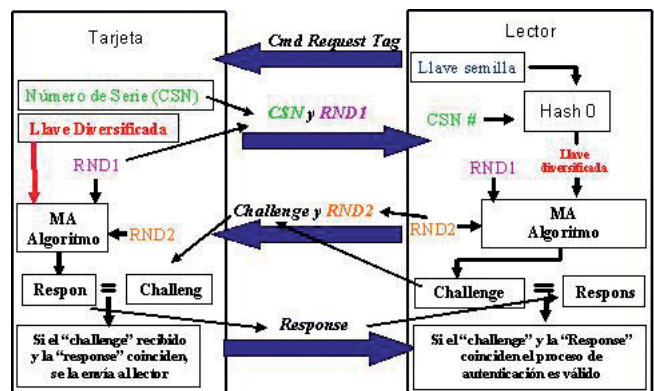 Tarjeta
Cmd Request Tag
Lector
Llave semilla
Número de Serie (CSN)
CSN y RND1
CSN #
Hash 0
Llave Diversificada
RND1
RND1
Llave
diversificada
MA
Algoritmo
RND2
Challenge y RND2
RND2
MA
Algoritmo
Respon
=
Challeng
Challenge
=
Respons
Response
Si el "challenge" recibido
y la "response" coinciden,
se la envía al lector
Si el "challenge" y la "Response"
coinciden el proceso de
autenticación es válido